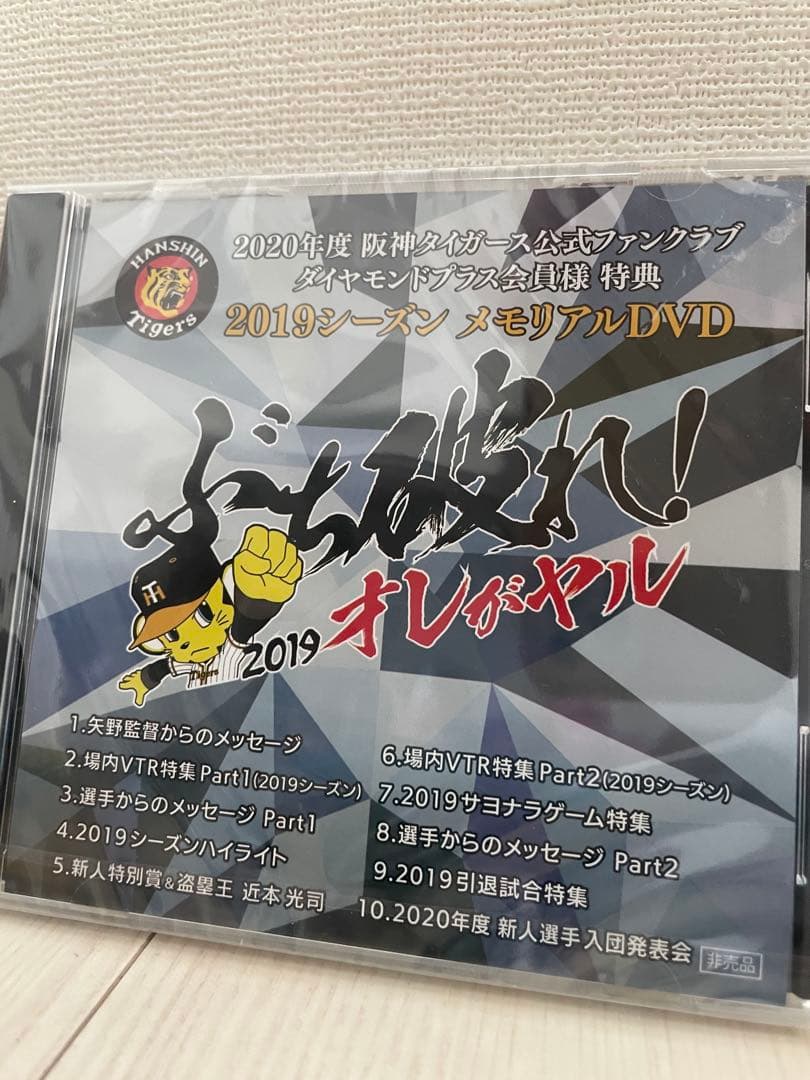 HANSHIN
Tigers
2020年度 阪神タイガース公式ファンクラブ
ダイヤモンドプラス会員様 特典
2019シーズン メモリアルDVD
ぶち破れ!
2019 オレがヤル
TH
Tigers
1.矢野監督からのメッセージ
2.場内VTR特集 Part1(2019シーズン)
3.選手からのメッセージ Part1
4.2019シーズンハイライト
5.新人特別賞&盗塁王 近本光司
6.場内VTR特集 Part2(2019シーズン)
7.2019サヨナラゲーム特集
8.選手からのメッセージ Part2
9.2019引退試合特集
10.2020年度 新人選手入団発表会
非売品